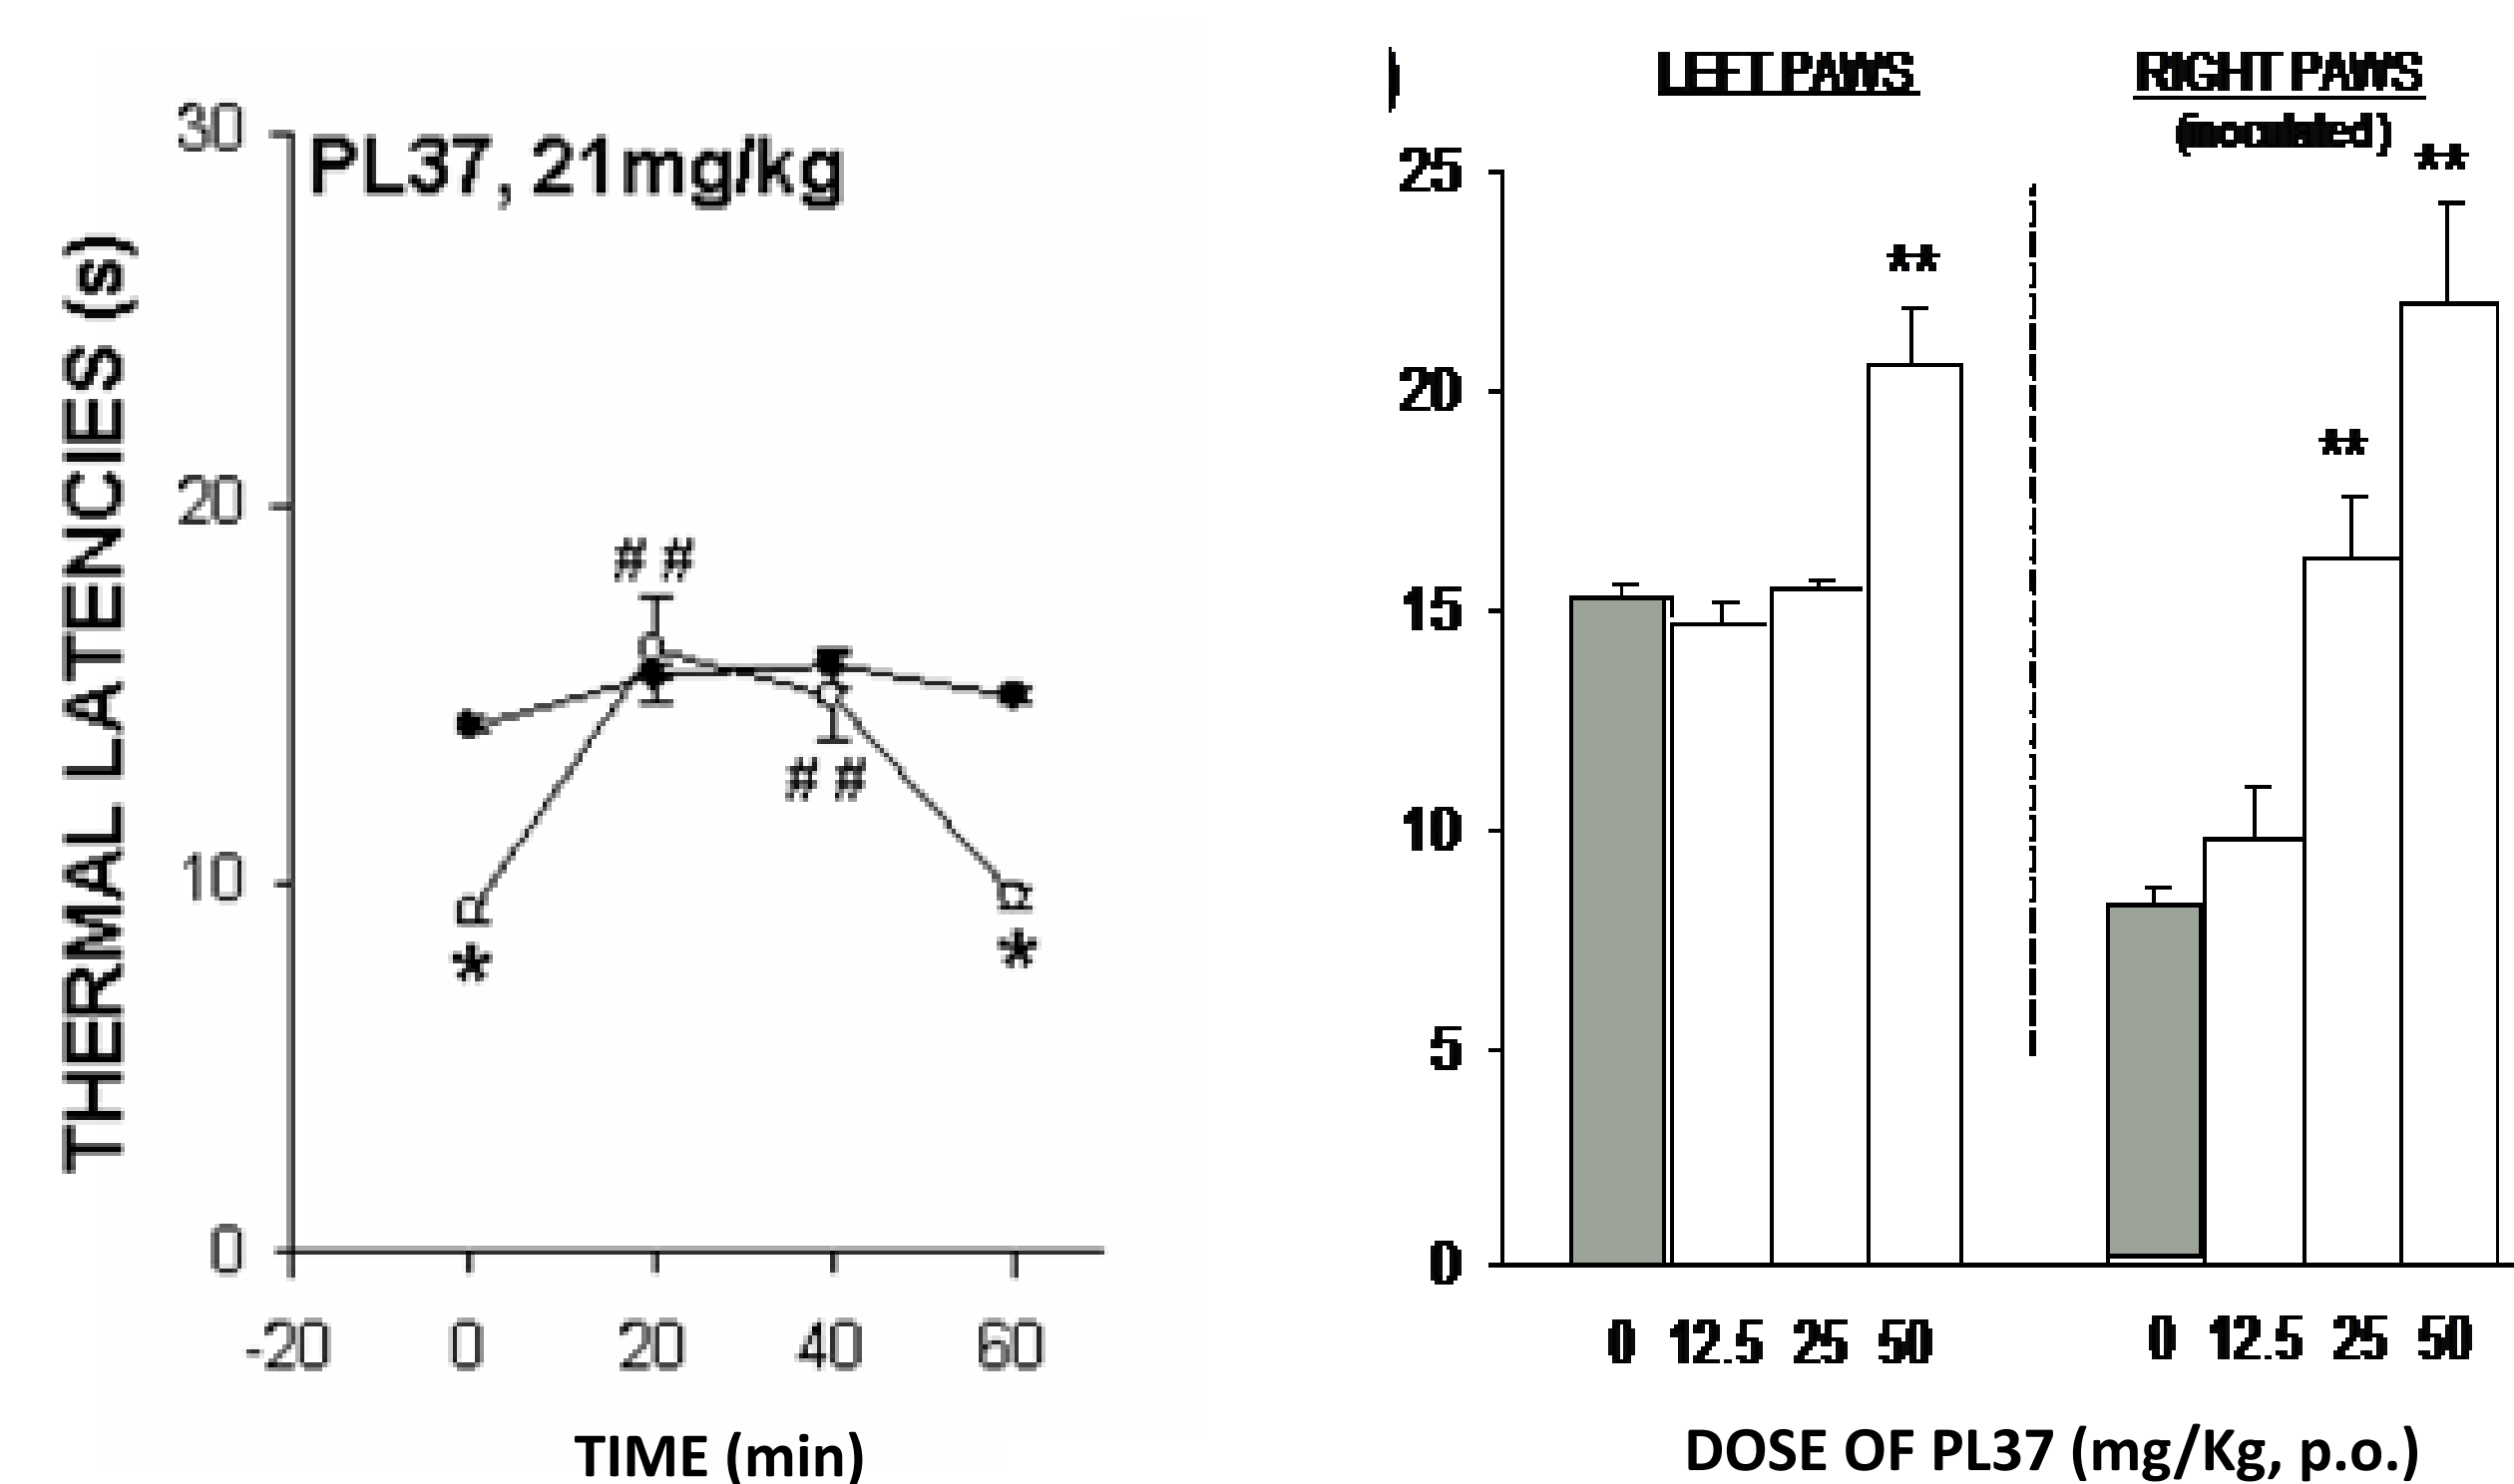 PL37, 21mg/kg
THERMAL LATENCIES (s)
30
20
10
0
##
##
*
*
-20 0 20 40 60
TIME (min)
)
LEFT PAWS
RIGHT PAWS
(inoculated)
25
20
15
10
5
0
**
**
**
0 12.5 25 50
0 12.5 25 50
DOSE OF PL37 (mg/Kg, p.o.)